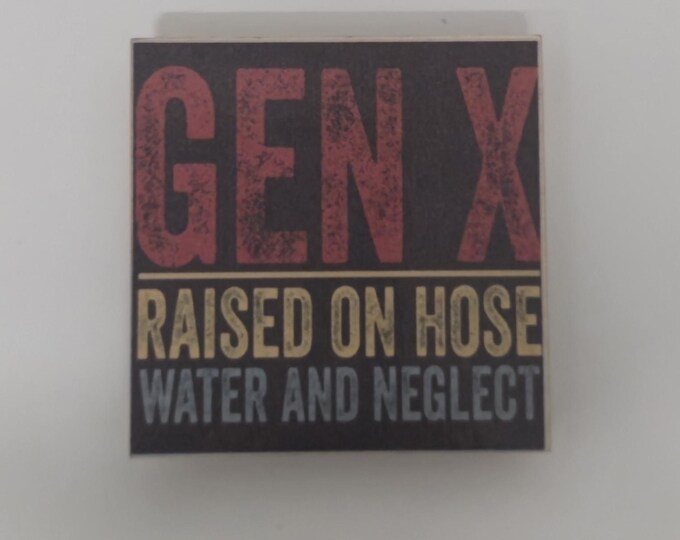 GEN X
RAISED ON HOSE
WATER AND NEGLECT